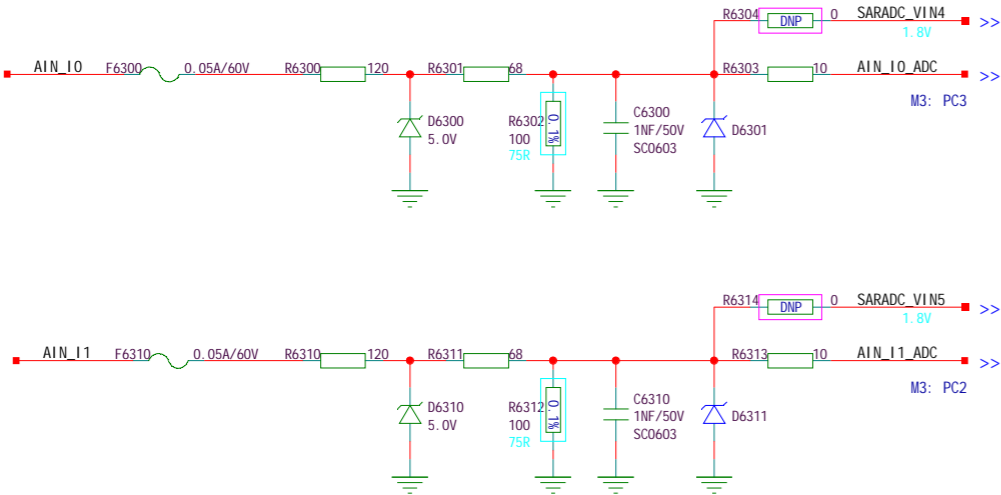 R6304 DNP 0 SARADC_VIN4 >>
1.8V
AIN_I0 F6300 0.05A/60V R6300 120 R6301 68 R6303 10 AIN_I0_ADC >>
M3: PC3
D6300
5.0V
R6302
100
75R
0.1%
C6300
1NF/50V
SC0603
D6301
R6314 DNP 0 SARADC_VIN5 >>
1.8V
AIN_I1 F6310 0.05A/60V R6310 120 R6311 68 R6313 10 AIN_I1_ADC >>
M3: PC2
D6310
5.0V
R6312
100
75R
0.1%
C6310
1NF/50V
SC0603
D6311